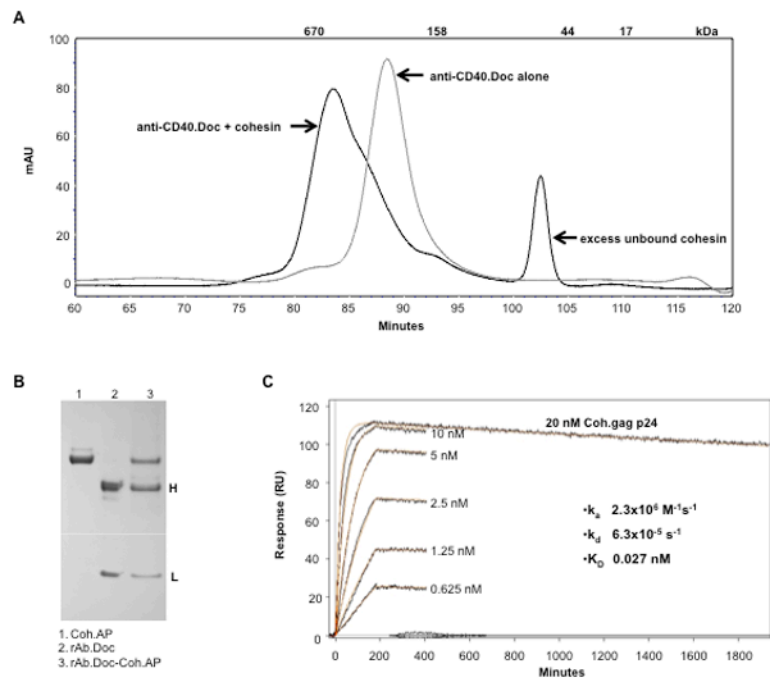 A
670 158 44 17 kDa
100
80
60
40
20
0
mAU
anti-CD40.Doc alone
anti-CD40.Doc + cohesin
excess unbound cohesin
60 65 70 75 80 85 90 95 100 105 110 115 120
Minutes
B
1 2 3
H
L
1. Coh.AP
2. rAb.Doc
3. rAb.Doc-Coh.AP
C
120
100
80
60
40
20
0
Response (RU)
20 nM Coh.gag p24
10 nM
5 nM
2.5 nM
1.25 nM
0.625 nM
•kₐ 2.3x10⁶ M⁻¹s⁻¹
•k_d 6.3x10⁻⁵ s⁻¹
•K_D 0.027 nM
0 200 400 600 800 1000 1200 1400 1600 1800
Minutes